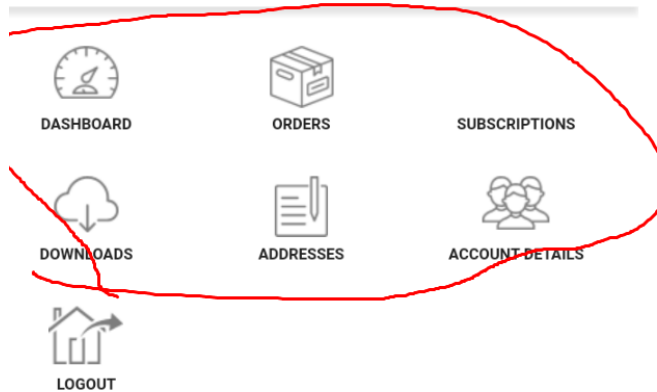 DASHBOARD ORDERS SUBSCRIPTIONS
DOWNLOADS ADDRESSES ACCOUNT DETAILS
LOGOUT